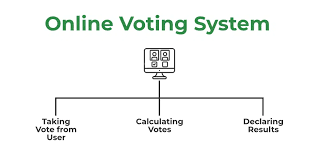 Online Voting System
Taking
Vote from
User
Calculating
Votes
Declaring
Results